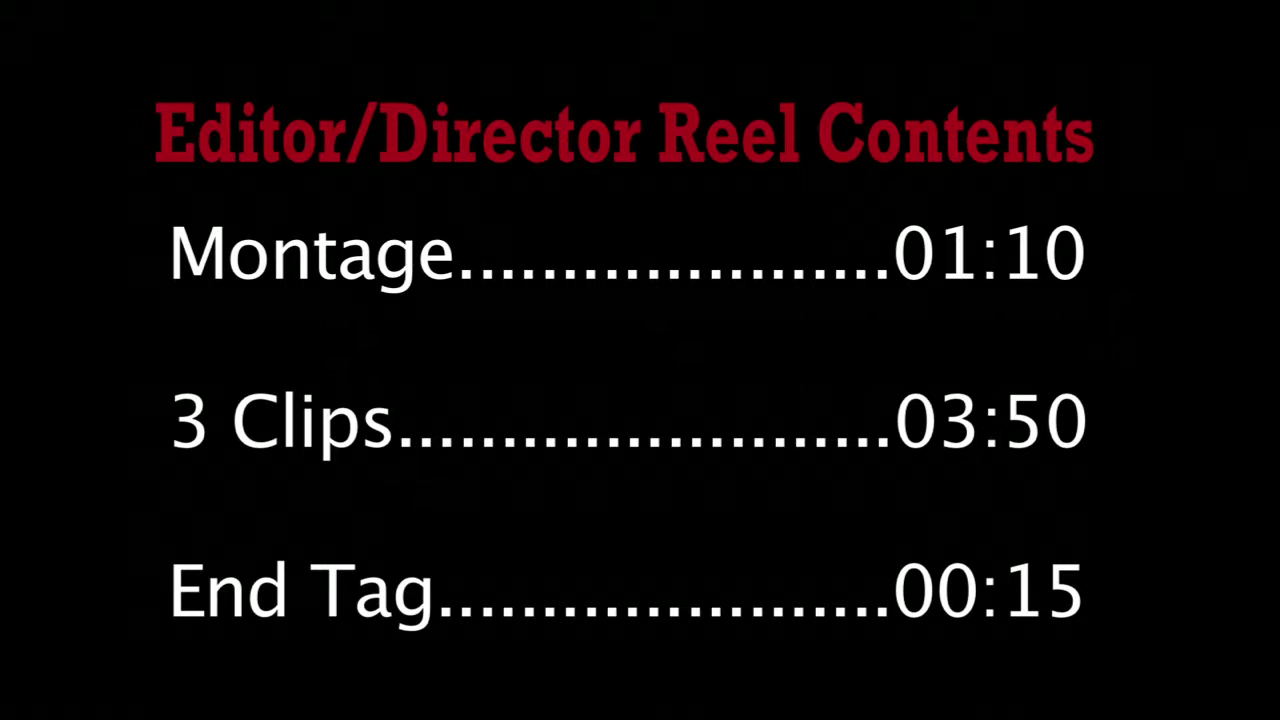 Editor/Director Reel Contents
Montage.....................01:10
3 Clips........................03:50
End Tag......................00:15